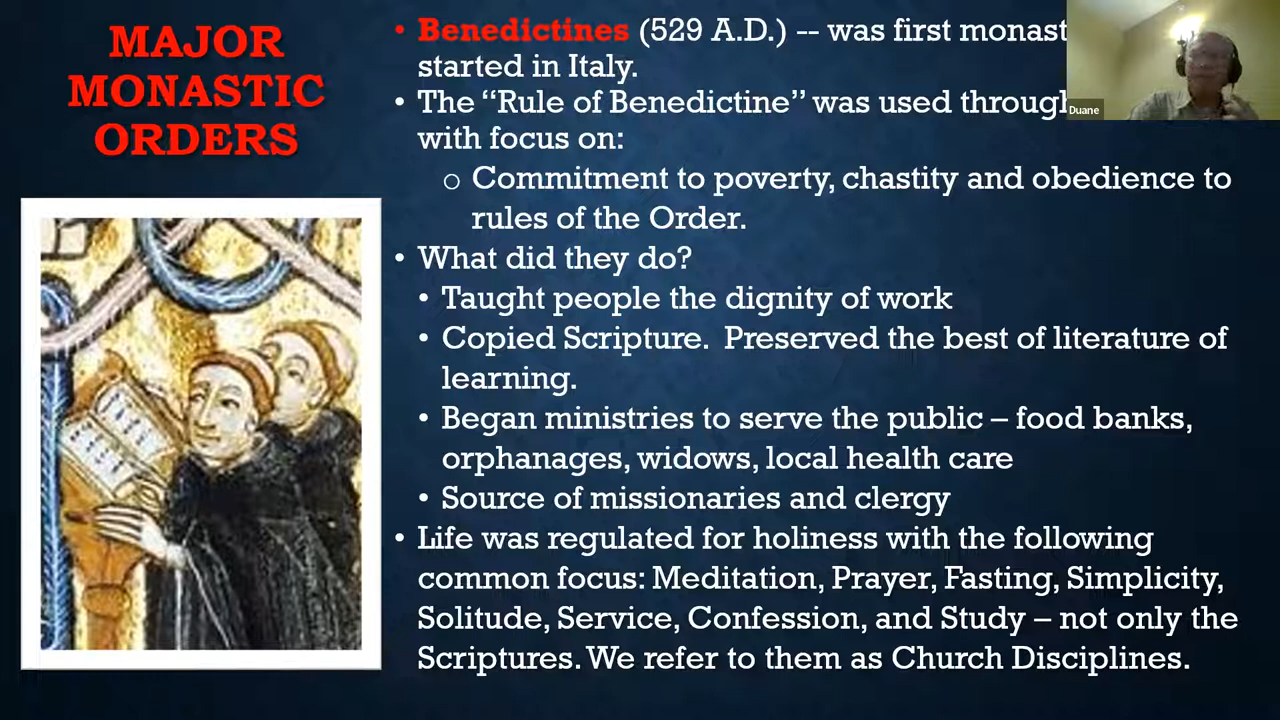 MAJOR
MONASTIC
ORDERS
• Benedictines (529 A.D.) -- was first
started in Italy.
• The “Rule of Benedictine” was used
with focus on:
o Commitment to poverty, chastity and obedience to
rules of the Order.
• What did they do?
• Taught people the dignity of work
• Copied Scripture. Preserved the best of literature of
learning.
• Began ministries to serve the public – food banks,
orphanages, widows, local health care
• Source of missionaries and clergy
• Life was regulated for holiness with the following
common focus: Meditation, Prayer, Fasting, Simplicity,
Solitude, Service, Confession, and Study – not only the
Scriptures. We refer to them as Church Disciplines.
Duane